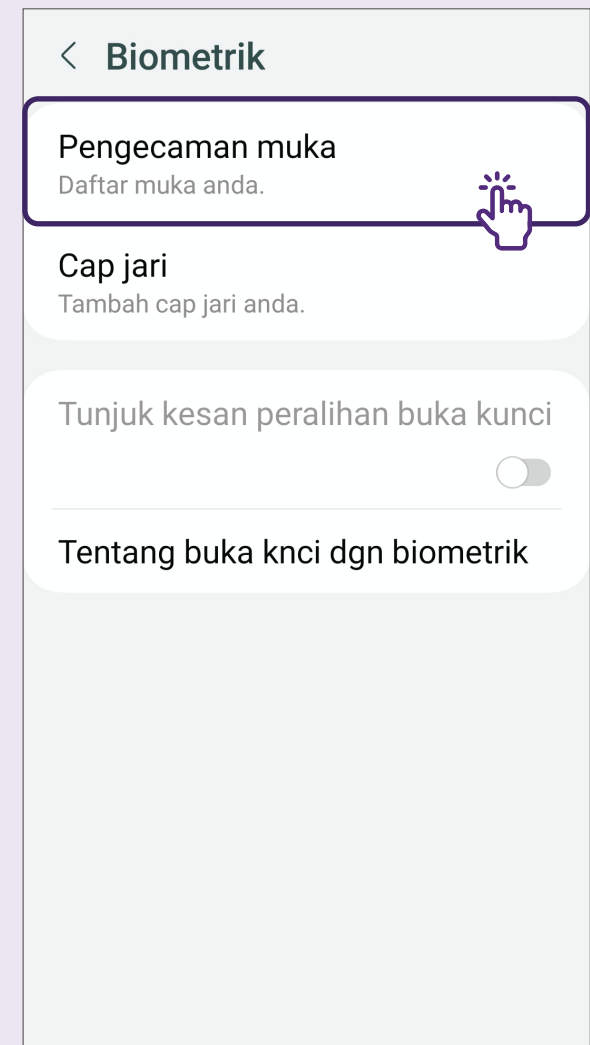 Biometrik
Pengecaman muka
Daftar muka anda.
Cap jari
Tambah cap jari anda.
Tunjuk kesan peralihan buka kunci
Tentang buka knci dgn biometrik